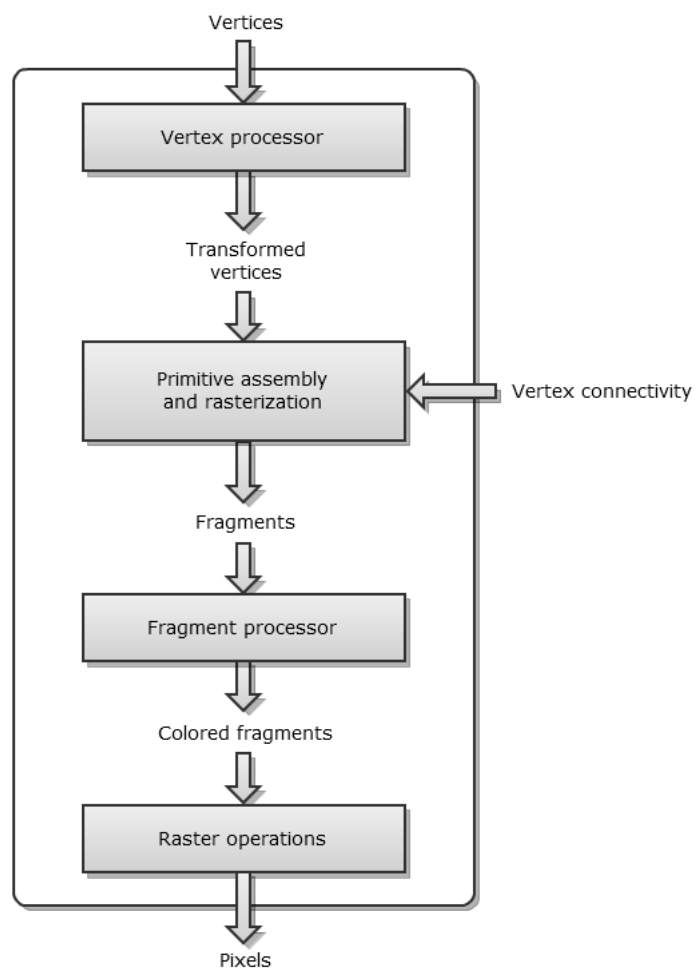 Vertices
Vertex processor
Transformed
vertices
Primitive assembly
and rasterization
Vertex connectivity
Fragments
Fragment processor
Colored fragments
Raster operations
Pixels